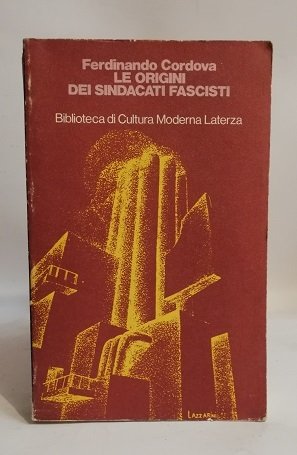 Ferdinando Cordova
LE ORIGINI
DEI SINDACATI FASCISTI
Biblioteca di Cultura Moderna Laterza